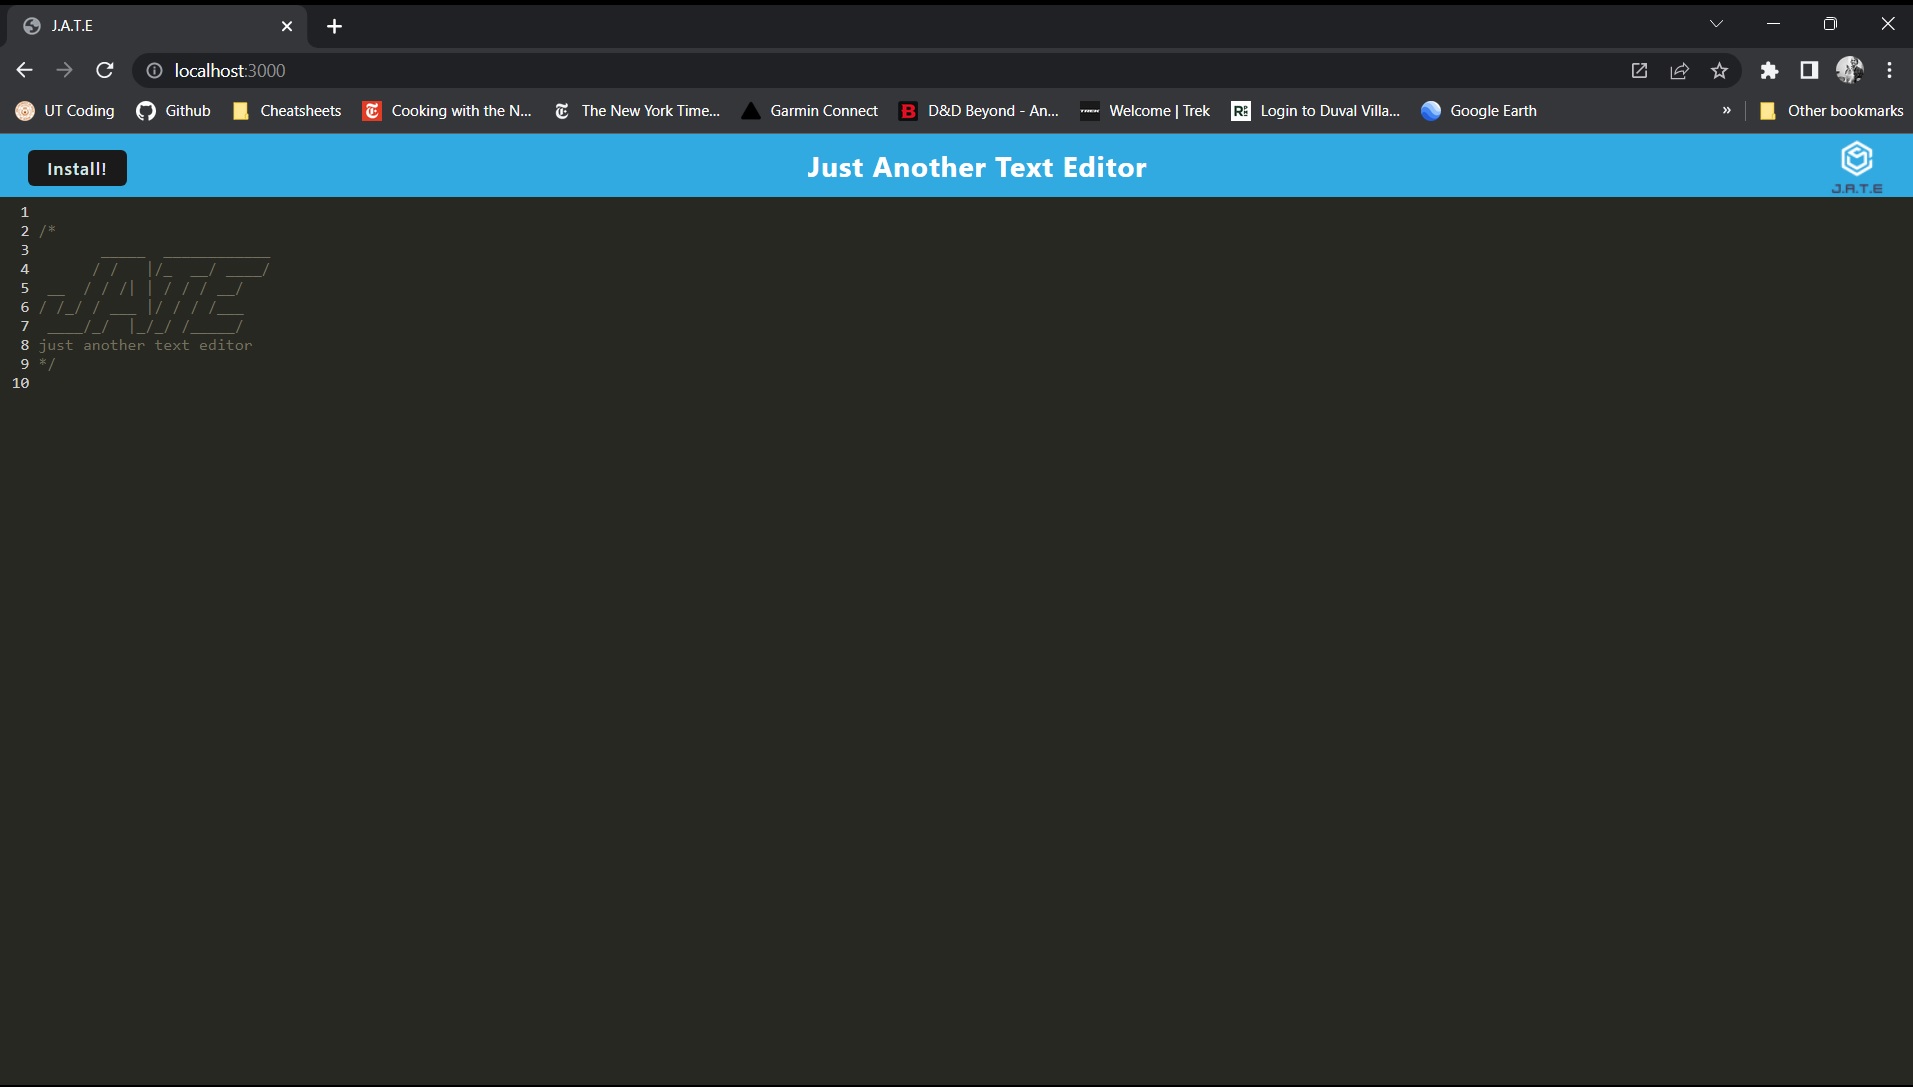 J.A.T.E
localhost:3000
UT Coding Github Cheatsheets Cooking with the N... The New York Time... Garmin Connect D&D Beyond - An... Welcome | Trek Login to Duval Villa... Google Earth » Other bookmarks
Install! Just Another Text Editor J.A.T.E
1
2 /*
3         _____  ____________
4       / /   |/_  __/ ____/
5  __  / / /| | / / / __/
6 / /_/ / ___ |/ / / /___
7  ____/_/  |_/_/ /_____/
8 just another text editor
9 */
10